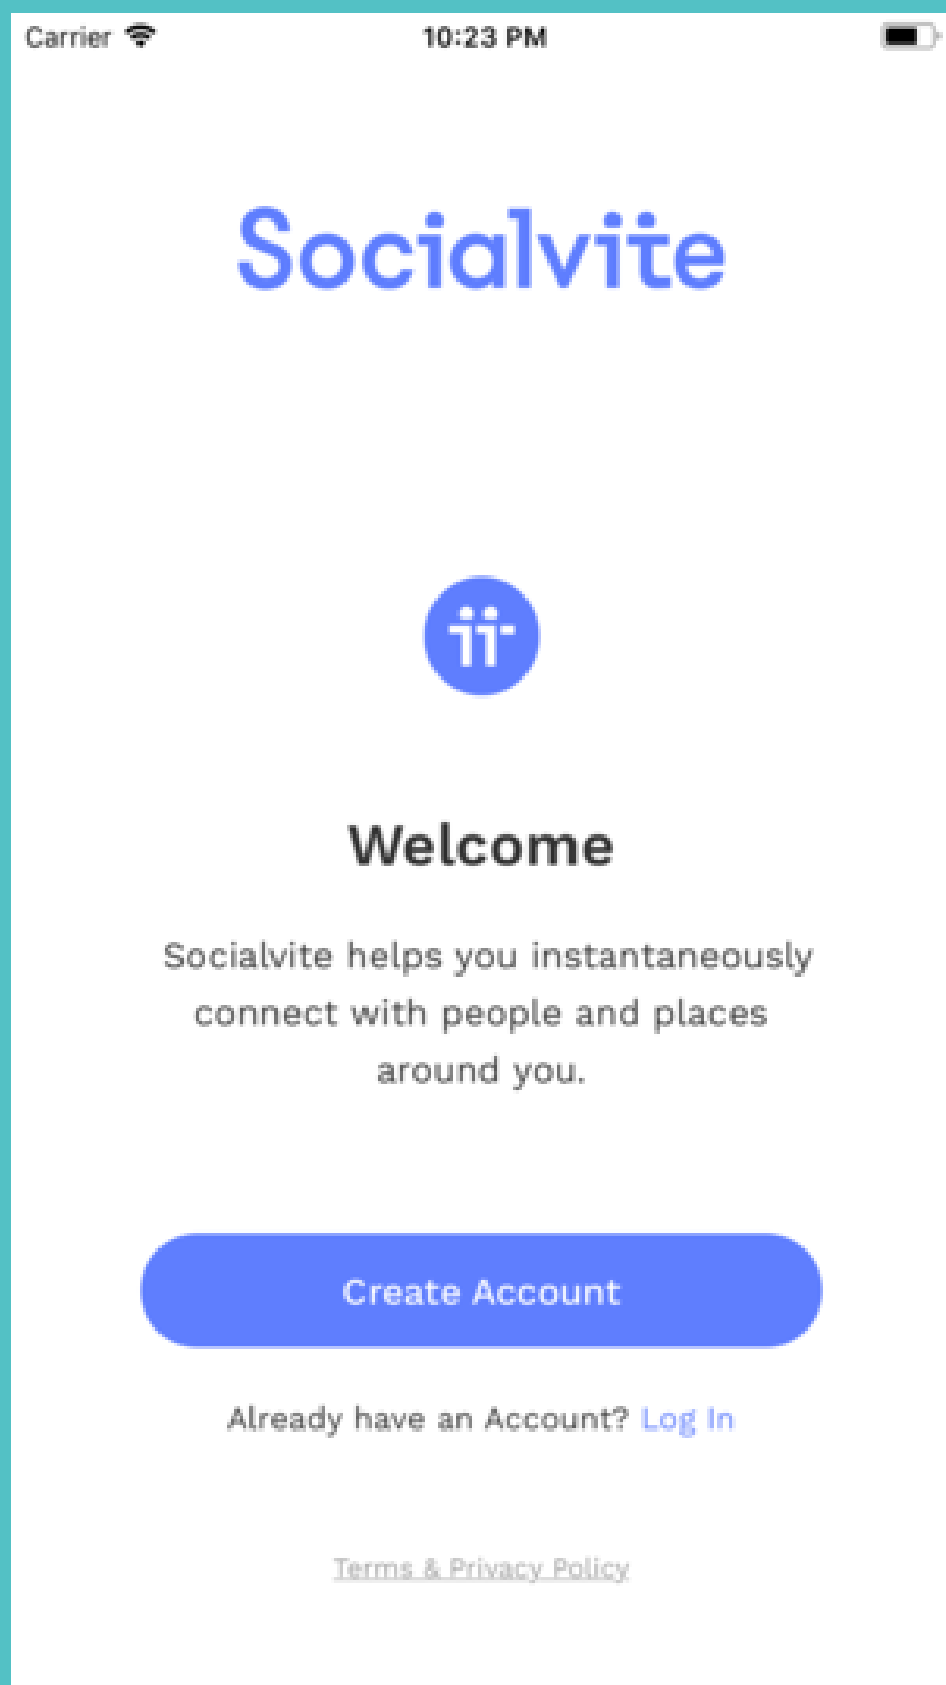 Carrier 10:23 PM
Socialvite
Welcome
Socialvite helps you instantaneously
connect with people and places
around you.
Create Account
Already have an Account? Log In
Terms & Privacy Policy